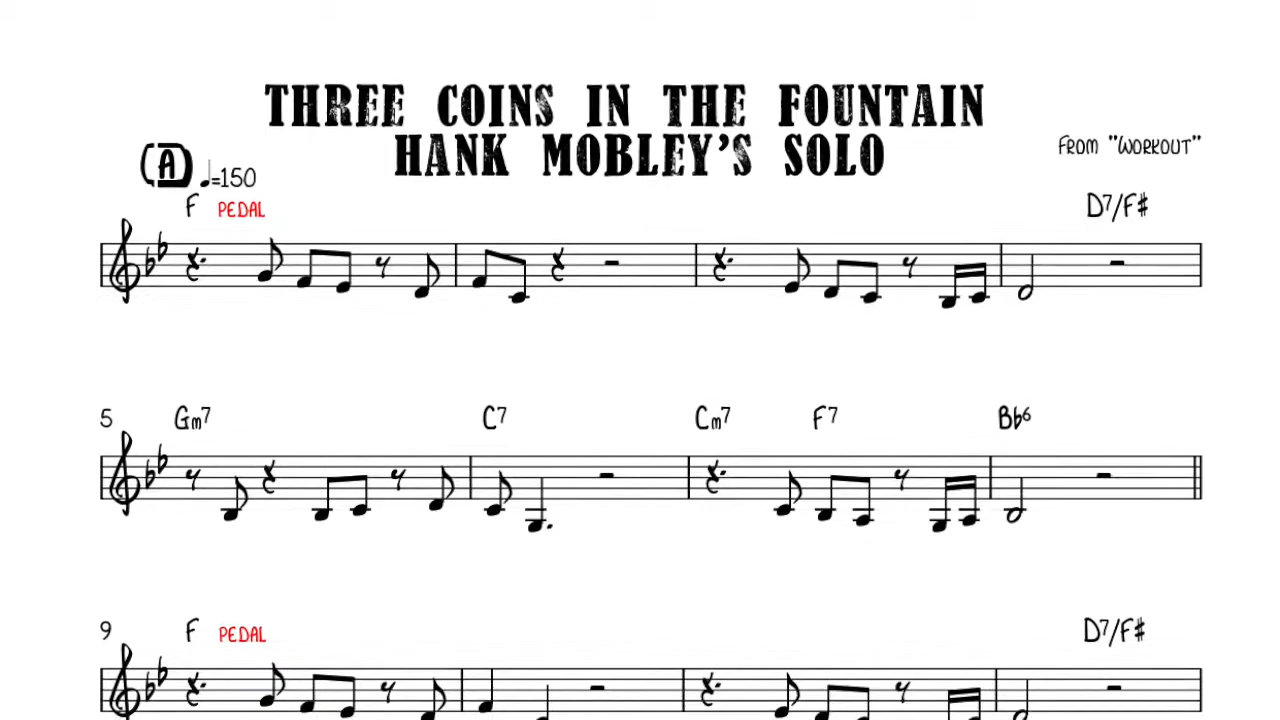 THREE COINS IN THE FOUNTAIN
HANK MOBLEY'S SOLO
FROM "WORKOUT"
(A) ♩=150
F PEDAL D7/F#
5 Gm7 C7 Cm7 F7 Bb6
9 F PEDAL D7/F#